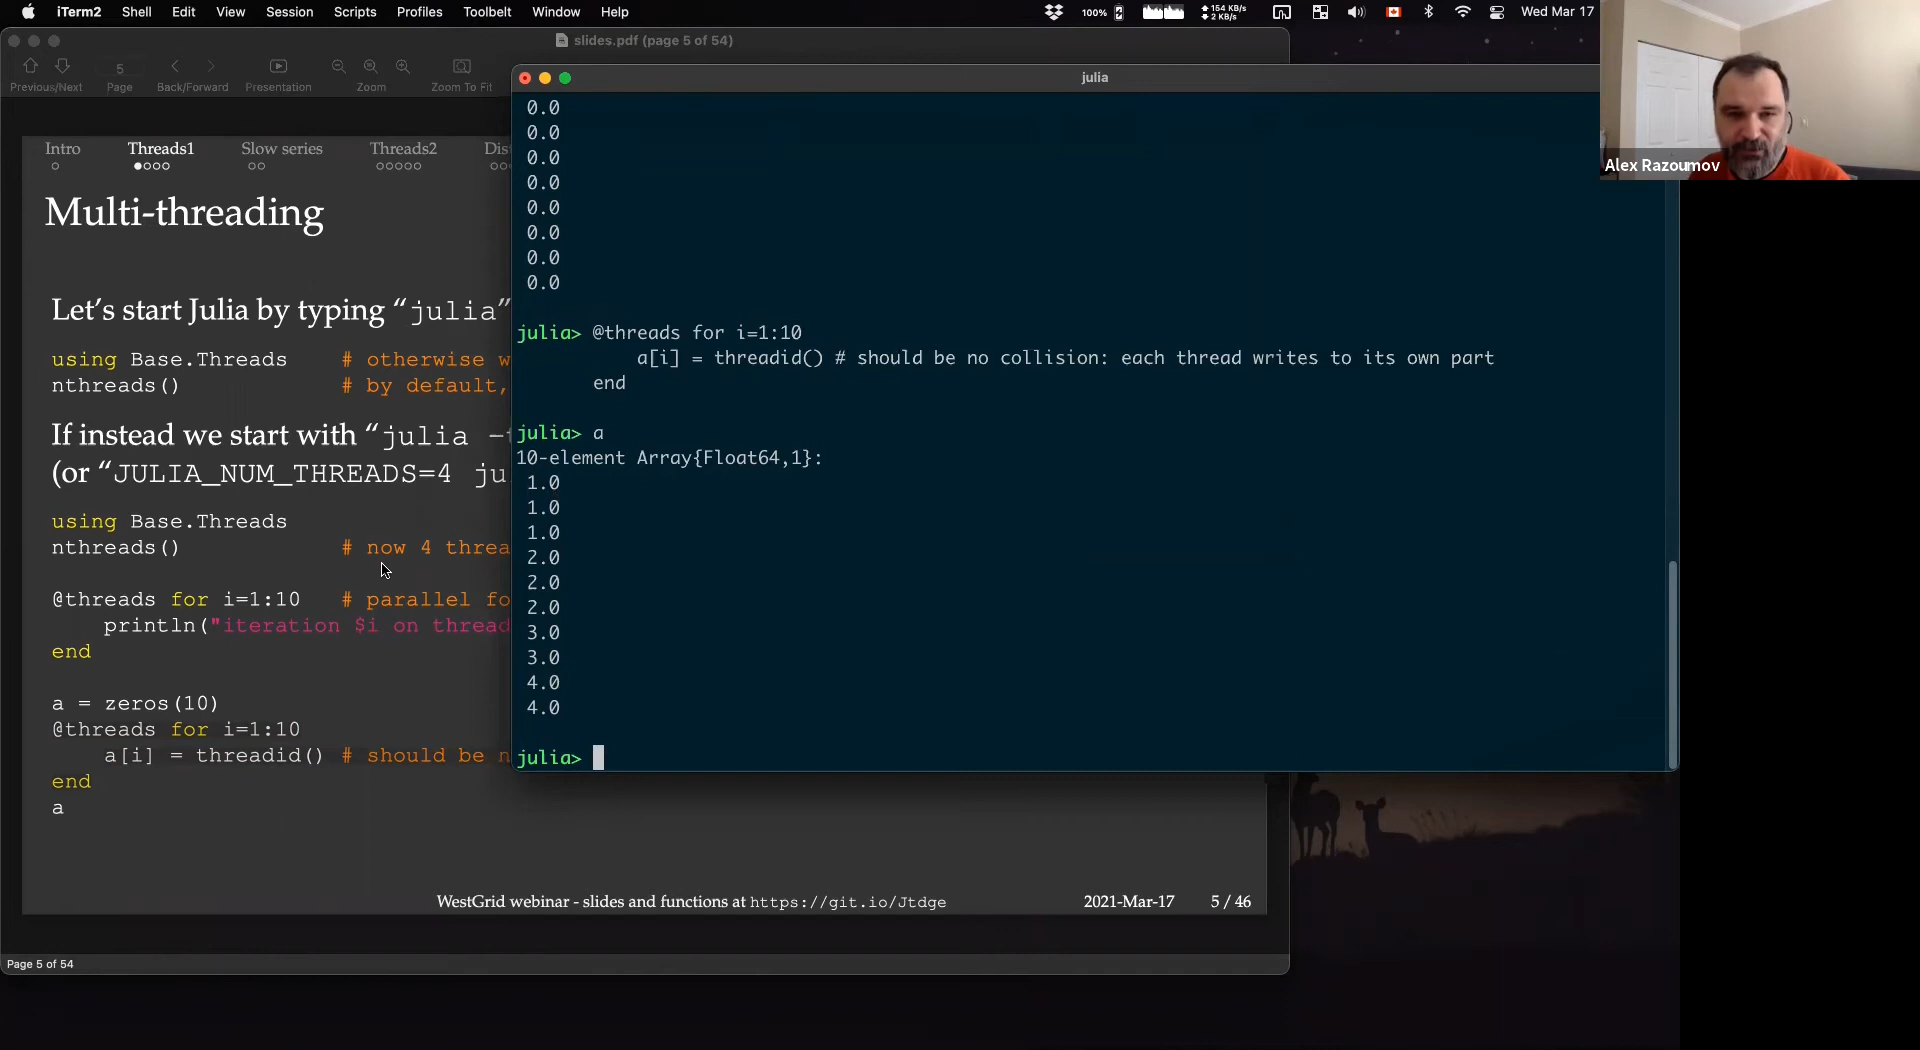 iTerm2 Shell Edit View Session Scripts Profiles Toolbelt Window Help 100% 154 KB/s 2 KB/s Wed Mar 17
slides.pdf (page 5 of 54)
5
Previous/Next Page Back/Forward Presentation Zoom Zoom To Fit
Intro Threads1 Slow series Threads2 Dis
Multi-threading
Let's start Julia by typing “julia”
using Base.Threads # otherwise w
nthreads() # by default,
If instead we start with “julia -t
(or “JULIA_NUM_THREADS=4 ju
using Base.Threads
nthreads() # now 4 threa
@threads for i=1:10 # parallel fo
println("iteration $i on thread
end
a = zeros(10)
@threads for i=1:10
a[i] = threadid() # should be n
end
a
WestGrid webinar - slides and functions at https://git.io/Jtdge 2021-Mar-17 5 / 46
Page 5 of 54
julia
0.0
0.0
0.0
0.0
0.0
0.0
0.0
0.0
julia> @threads for i=1:10
a[i] = threadid() # should be no collision: each thread writes to its own part
end
julia> a
10-element Array{Float64,1}:
1.0
1.0
1.0
2.0
2.0
2.0
3.0
3.0
4.0
4.0
julia>
Alex Razoumov